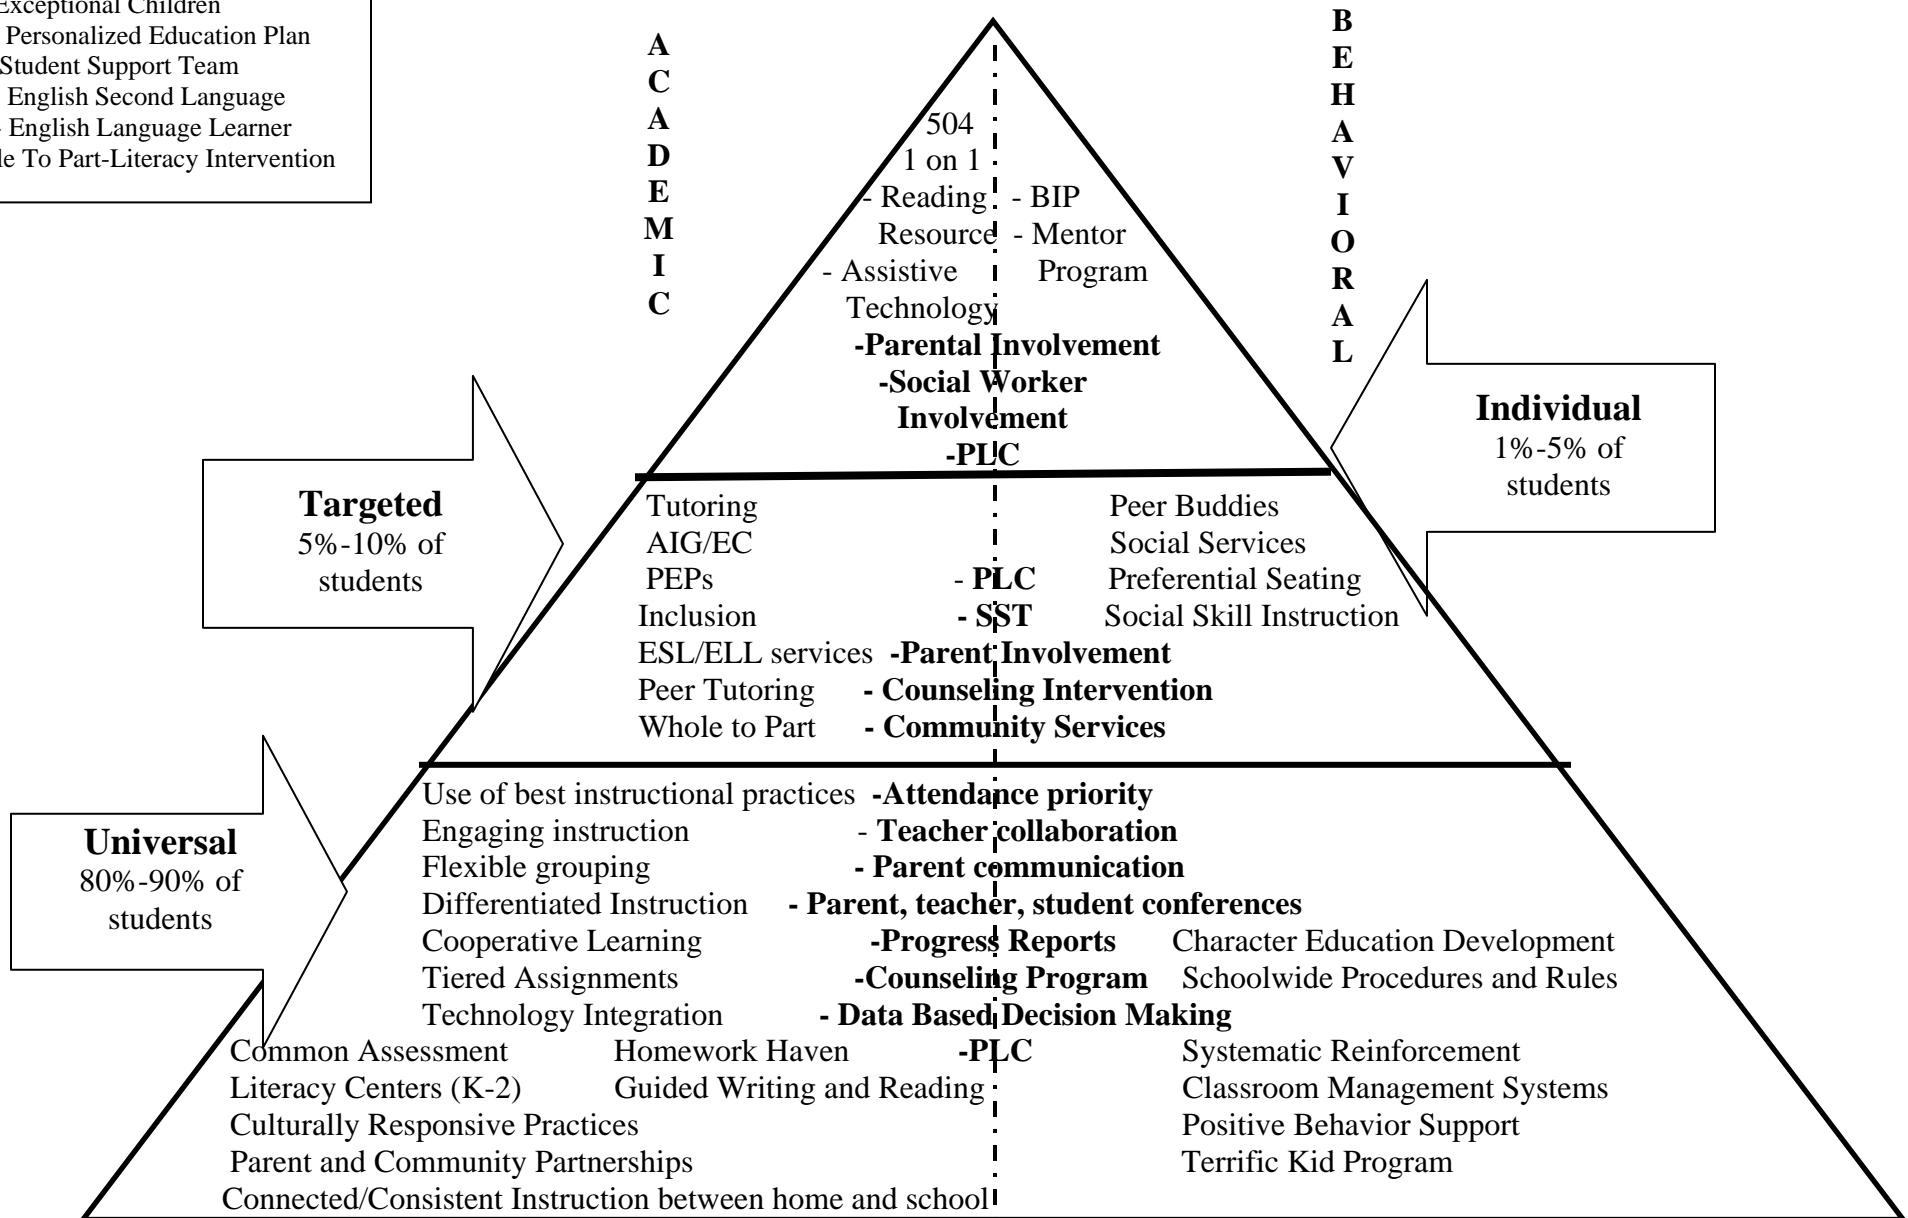 Exceptional Children
Personalized Education Plan
Student Support Team
English Second Language
- English Language Learner
le To Part-Literacy Intervention
ACADEMIC
BEHAVIORAL
504
1 on 1
- Reading - BIP
Resource - Mentor
- Assistive Program
Technology
-Parental Involvement
-Social Worker
Involvement
-PLC
Individual
1%-5% of
students
Targeted
5%-10% of
students
Tutoring Peer Buddies
AIG/EC Social Services
PEPs - PLC Preferential Seating
Inclusion - SST Social Skill Instruction
ESL/ELL services -Parent Involvement
Peer Tutoring - Counseling Intervention
Whole to Part - Community Services
Universal
80%-90% of
students
Use of best instructional practices -Attendance priority
Engaging instruction - Teacher collaboration
Flexible grouping - Parent communication
Differentiated Instruction - Parent, teacher, student conferences
Cooperative Learning -Progress Reports Character Education Development
Tiered Assignments -Counseling Program Schoolwide Procedures and Rules
Technology Integration - Data Based Decision Making
Common Assessment Homework Haven -PLC Systematic Reinforcement
Literacy Centers (K-2) Guided Writing and Reading Classroom Management Systems
Culturally Responsive Practices Positive Behavior Support
Parent and Community Partnerships Terrific Kid Program
Connected/Consistent Instruction between home and school